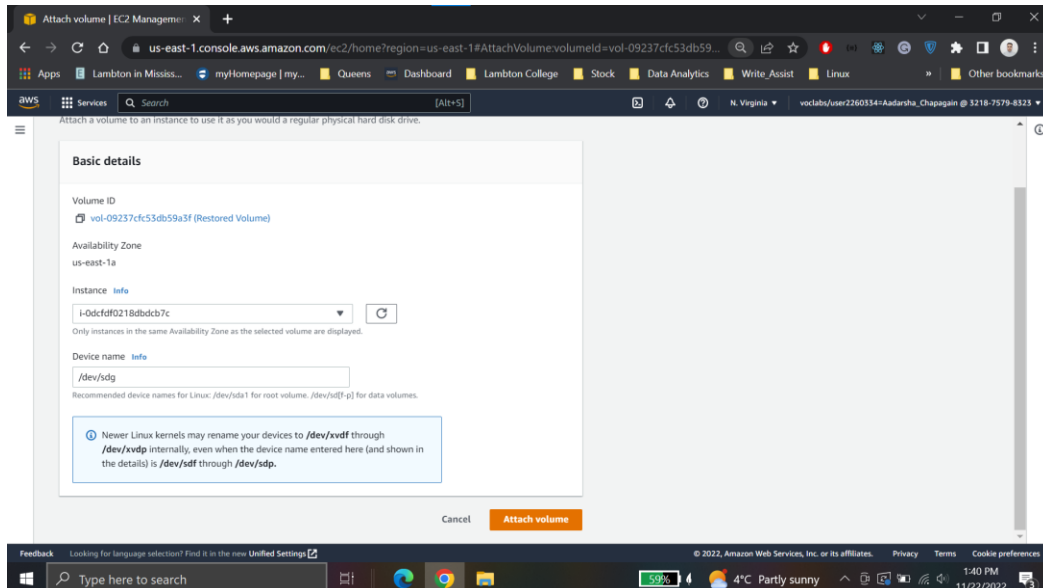 Attach volume | EC2 Managemen
us-east-1.console.aws.amazon.com/ec2/home?region=us-east-1#AttachVolume:volumeId=vol-09237cfc53db59...
Apps Lambton in Mississ... myHomepage | my... Queens Dashboard Lambton College Stock Data Analytics Write_Assist Linux » Other bookmarks
aws Services Search [Alt+S] N. Virginia voclabs/user2260334=Aadarsha_Chapagain @ 3218-7579-8323
Attach a volume to an instance to use it as you would a regular physical hard disk drive.
Basic details
Volume ID
vol-09237cfc53db59a3f (Restored Volume)
Availability Zone
us-east-1a
Instance Info
i-0dcfdf0218dbdcb7c
Only instances in the same Availability Zone as the selected volume are displayed.
Device name Info
/dev/sdg
Recommended device names for Linux: /dev/sda1 for root volume. /dev/sd[f-p] for data volumes.
Newer Linux kernels may rename your devices to /dev/xvdf through
/dev/xvdp internally, even when the device name entered here (and shown in
the details) is /dev/sdf through /dev/sdp.
Cancel Attach volume
Feedback Looking for language selection? Find it in the new Unified Settings © 2022, Amazon Web Services, Inc. or its affiliates. Privacy Terms Cookie preferences
Type here to search 59% 4°C Partly sunny 1:40 PM
11/22/2022 3